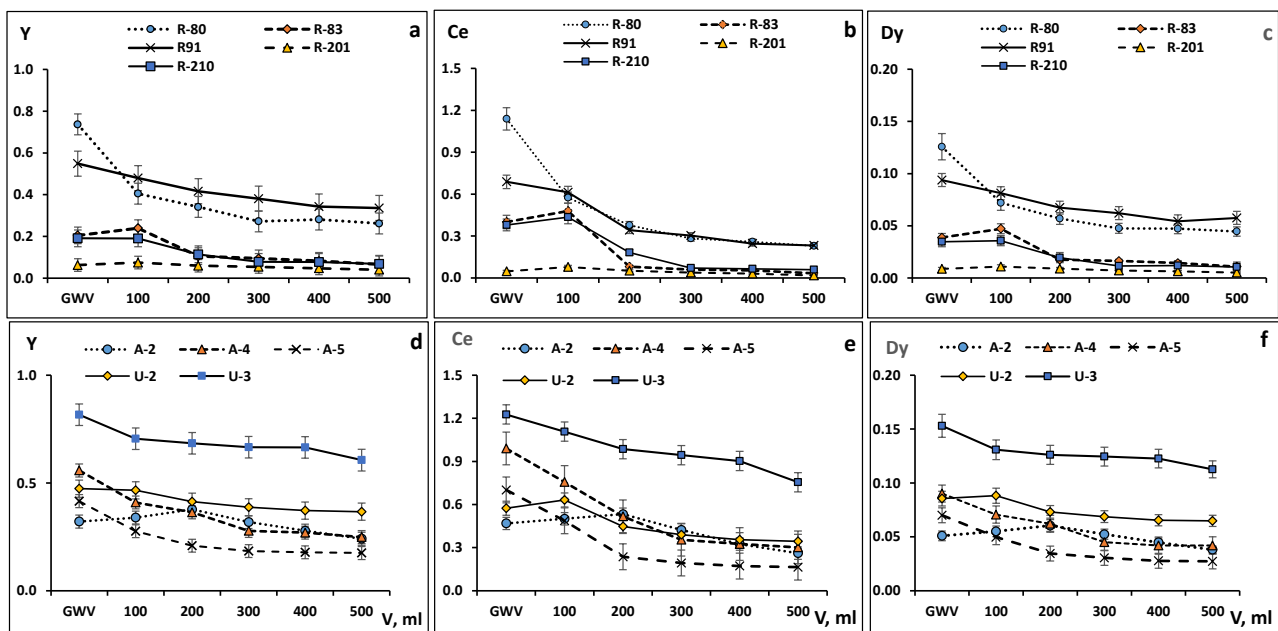 Y
R-80 R-83 a
R91 R-201
R-210
1.0
0.8
0.6
0.4
0.2
0.0
GWV 100 200 300 400 500
Ce
R-80 R-83 b
R91 R-201
R-210
1.5
1.2
0.9
0.6
0.3
0.0
GWV 100 200 300 400 500
Dy
R-80 R-83 c
R91 R-201
R-210
0.20
0.15
0.10
0.05
0.00
GWV 100 200 300 400 500
Y
A-2 A-4 A-5 d
U-2 U-3
1.0
0.5
0.0
GWV 100 200 300 400 500 V, ml
Ce
A-2 A-4 A-5 e
U-2 U-3
1.5
1.2
0.9
0.6
0.3
0.0
GWV 100 200 300 400 500 V, ml
Dy
A-2 A-4 A-5 f
U-2 U-3
0.20
0.15
0.10
0.05
0.00
GWV 100 200 300 400 500 V, ml